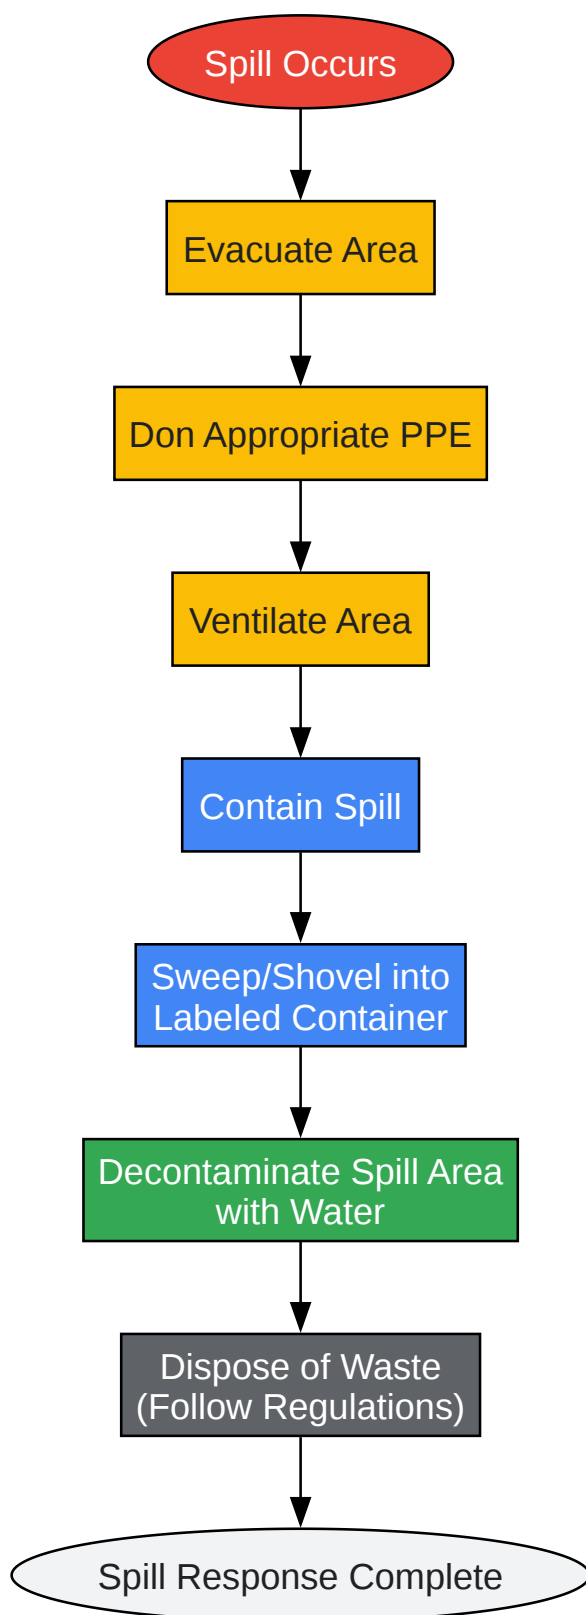 Spill Occurs
Evacuate Area
Don Appropriate PPE
Ventilate Area
Contain Spill
Sweep/Shovel into
Labeled Container
Decontaminate Spill Area
with Water
Dispose of Waste
(Follow Regulations)
Spill Response Complete